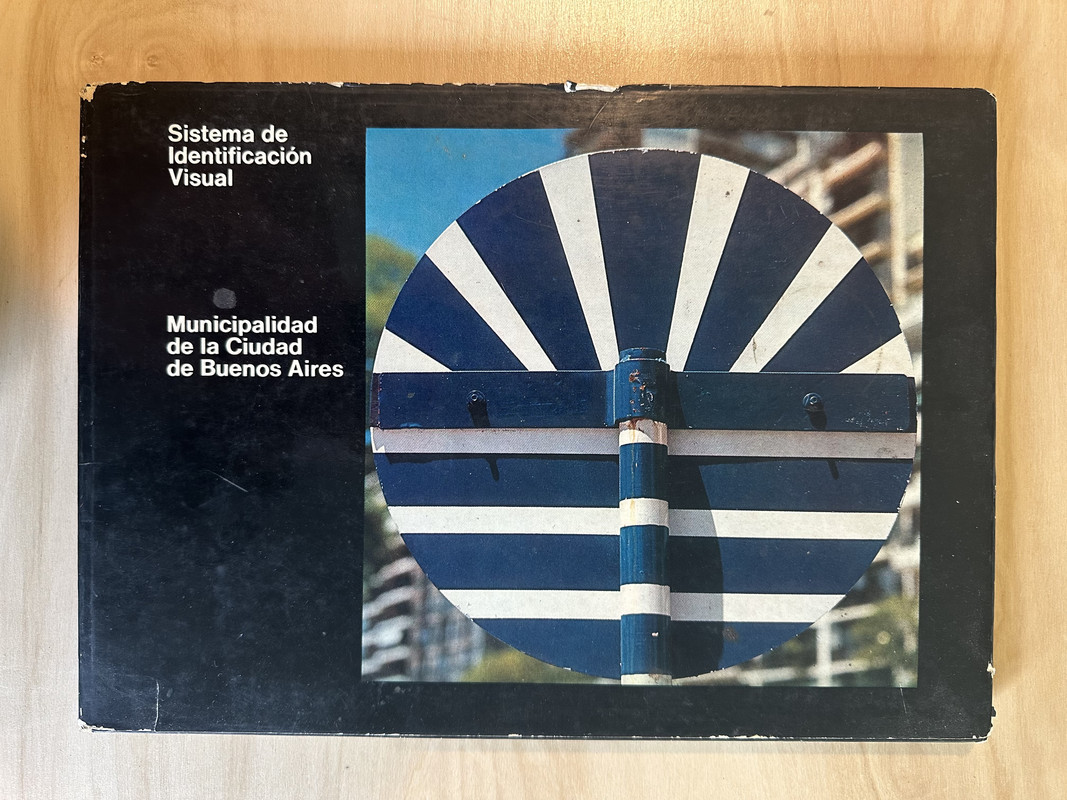 Sistema de
Identificación
Visual
Municipalidad
de la Ciudad
de Buenos Aires